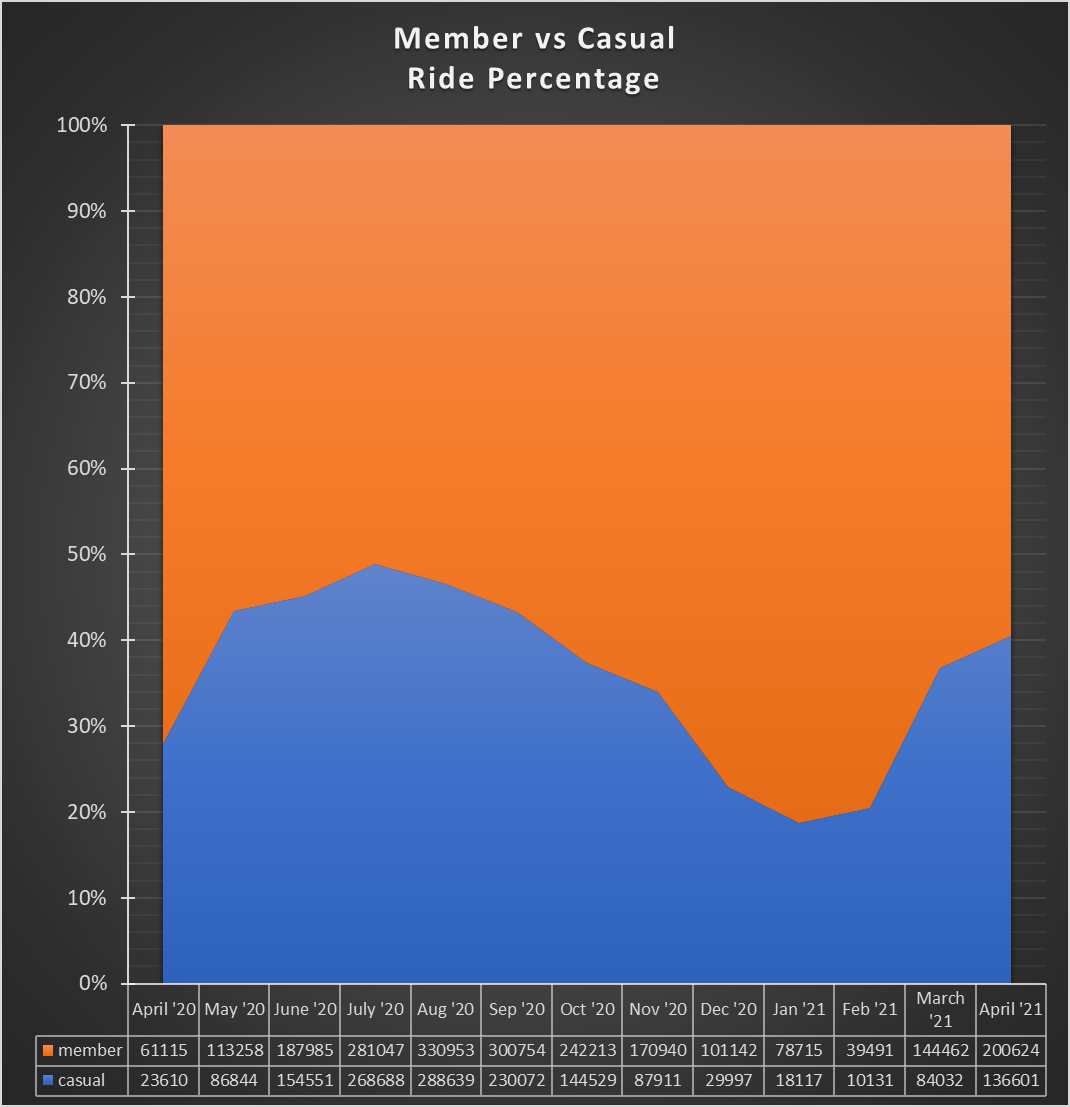 Member vs Casual
Ride Percentage
100%
90%
80%
70%
60%
50%
40%
30%
20%
10%
0%
April '20 May '20 June '20 July '20 Aug '20 Sep '20 Oct '20 Nov '20 Dec '20 Jan '21 Feb '21 March '21 April '21
member 61115 113258 187985 281047 330953 300754 242213 170940 101142 78715 39491 144462 200624
casual 23610 86844 154551 268688 288639 230072 144529 87911 29997 18117 10131 84032 136601